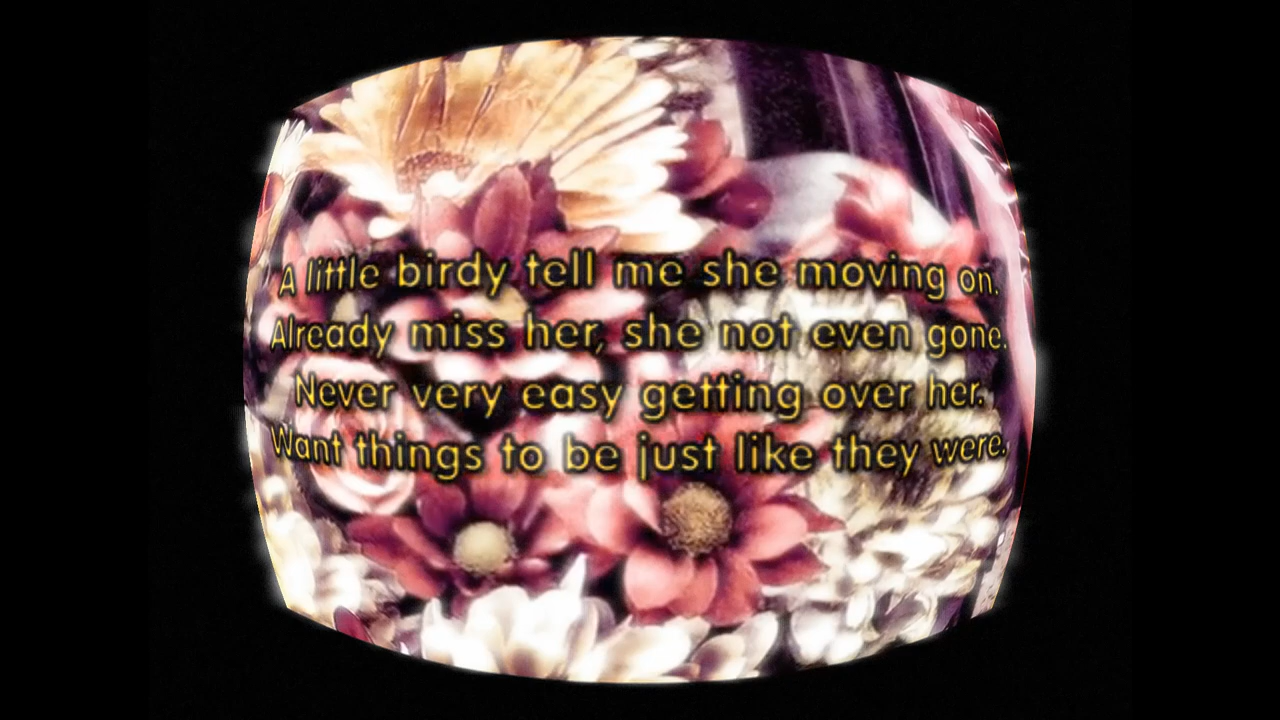 A little birdy tell me she moving on.
Already miss her, she not even gone.
Never very easy getting over her.
Want things to be just like they were.